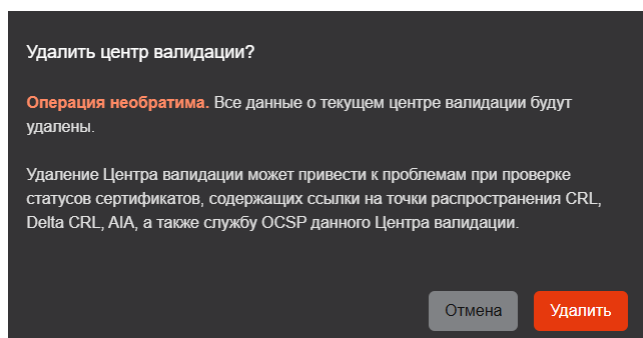 Удалить центр валидации?
Операция необратима. Все данные о текущем центре валидации будут
удалены.
Удаление Центра валидации может привести к проблемам при проверке
статусов сертификатов, содержащих ссылки на точки распространения CRL,
Delta CRL, AIA, а также службу OCSP данного Центра валидации.
Отмена
Удалить